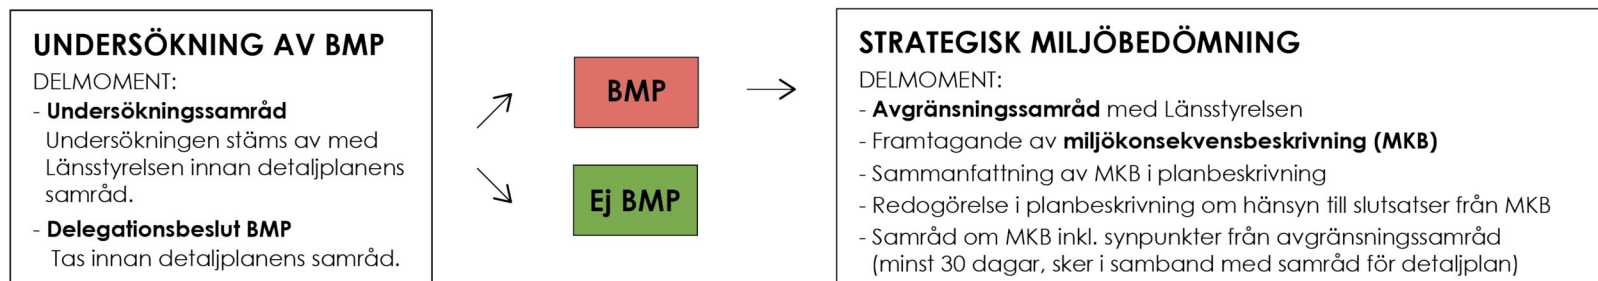 UNDERSÖKNING AV BMP
DELMOMENT:
- Undersökningssamråd
Undersökningen stäms av med
Länsstyrelsen innan detaljplanens
samråd.
- Delegationsbeslut BMP
Tas innan detaljplanens samråd.
BMP
Ej BMP
STRATEGISK MILJÖBEDÖMNING
DELMOMENT:
- Avgränsningssamråd med Länsstyrelsen
- Framtagande av miljökonsekvensbeskrivning (MKB)
- Sammanfattning av MKB i planbeskrivning
- Redogörelse i planbeskrivning om hänsyn till slutsatser från MKB
- Samråd om MKB inkl. synpunkter från avgränsningssamråd
(minst 30 dagar, sker i samband med samråd för detaljplan)